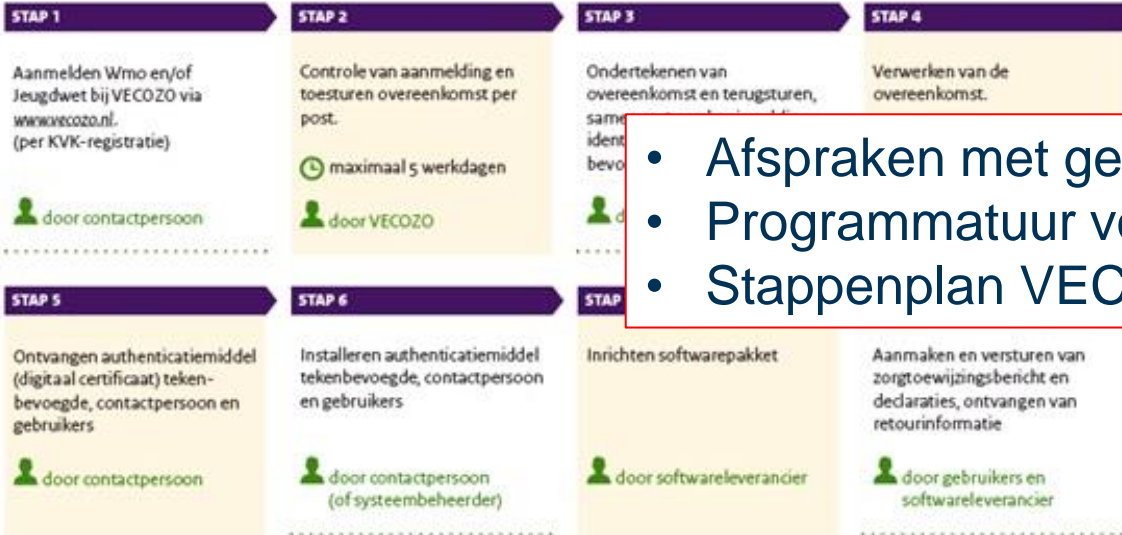 STAP 1
Aanmelden Wmo en/of
Jeugdwet bij VECOZO via
www.vecozo.nl.
(per KVK-registratie)
door contactpersoon
STAP 2
Controle van aanmelding en
toesturen overeenkomst per
post.
maximaal 5 werkdagen
door VECOZO
STAP 3
Ondertekenen van
overeenkomst en terugsturen,
STAP 4
Verwerken van de
overeenkomst.
• Afspraken met ge
• Programmatuur
• Stappenplan VEC
STAP 5
Ontvangen authenticatiemiddel
(digitaal certificaat) teken-
bevoegde, contactpersoon en
gebruikers
door contactpersoon
STAP 6
Installeren authenticatiemiddel
tekenbevoegde, contactpersoon
en gebruikers
door contactpersoon
(of systeembeheerder)
STAP
Inrichten softwarepakket
door softwareleverancier
Aanmaken en versturen van
zorgtoewijzingsbericht en
declaraties, ontvangen van
retourinformatie
door gebruikers en
softwareleverancier